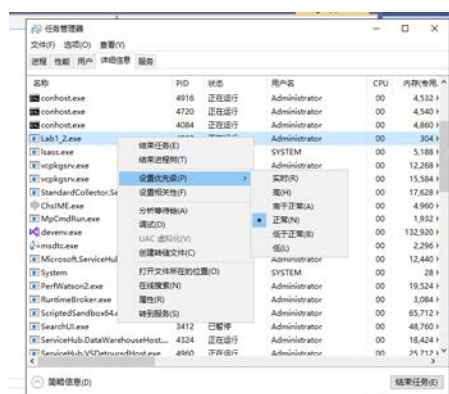 任务管理器
文件(F) 选项(O) 查看(V)
进程 性能 用户 详细信息 服务
名称 PID 状态 用户名 CPU 内存(专用...
conhost.exe 4916 正在运行 Administrator 00 4,532 K
conhost.exe 4720 正在运行 Administrator 00 4,540 K
conhost.exe 4084 正在运行 Administrator 00 4,860 K
Lab1_2.exe Administrator 00 304 K
lsass.exe SYSTEM 00 5,188 K
vcpkgsrv.exe 00 12,268 K
vcpkgsrv.exe 00 15,584 K
StandardCollector.Se 00 17,628 K
ChsIME.exe 00 4,960 K
MpCmdRun.exe 00 1,932 K
devenv.exe 00 132,920 K
msdtc.exe 00 2,296 K
Microsoft.ServiceHul 00 12,440 K
System SYSTEM 00 28 K
PerfWatson2.exe Administrator 00 19,524 K
RuntimeBroker.exe Administrator 00 3,084 K
ScriptedSandbox64. Administrator 00 65,712 K
SearchUI.exe 3412 已暂停 Administrator 00 48,760 K
ServiceHub.DataWarehouseHost... 4324 正在运行 Administrator 00 18,424 K
ServiceHub.VSDetouredHost.exe 4960 正在运行 Administrator 00 25,712 K
结束任务(E)
结束进程树(T)
设置优先级(P)
设置相关性(F)
分析等待链(A)
调试(D)
UAC 虚拟化(V)
创建转储文件(C)
打开文件所在的位置(O)
在线搜索(N)
属性(R)
转到服务(S)
实时(R)
高(H)
高于正常(A)
正常(N)
低于正常(B)
低(L)
简略信息(D) 结束任务(E)